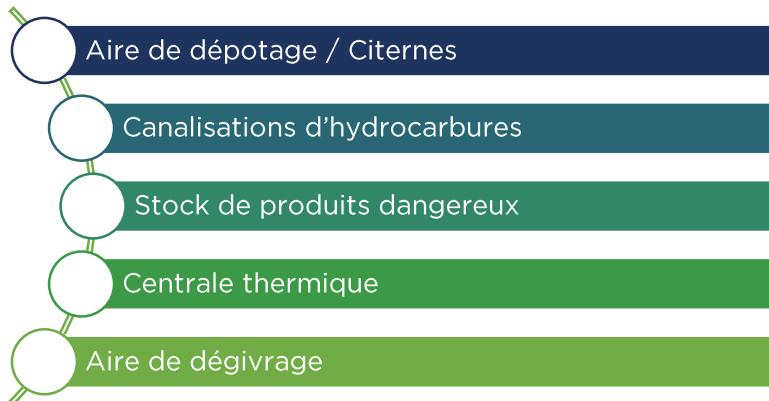 Aire de dépotage / Citernes
Canalisations d’hydrocarbures
Stock de produits dangereux
Centrale thermique
Aire de dégivrage